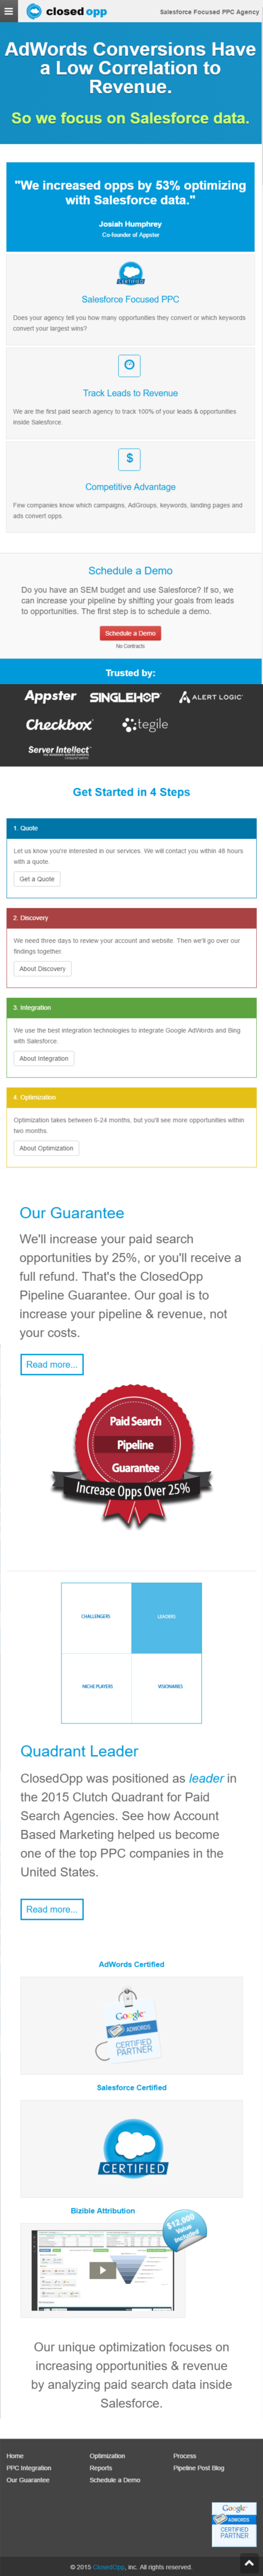 closed opp
Salesforce Focused PPC Agency
AdWords Conversions Have
a Low Correlation to
Revenue.
So we focus on Salesforce data.
"We increased opps by 53% optimizing
with Salesforce data."
Josiah Humphrey
Co-founder of Appster
CERTIFIED
Salesforce Focused PPC
Does your agency tell you how many opportunities they convert or which keywords
convert your largest wins?
Track Leads to Revenue
We are the first paid search agency to track 100% of your leads & opportunities
inside Salesforce.
$
Competitive Advantage
Few companies know which campaigns, AdGroups, keywords, landing pages and
ads convert opps.
Schedule a Demo
Do you have an SEM budget and use Salesforce? If so, we
can increase your pipeline by shifting your goals from leads
to opportunities. The first step is to schedule a demo.
Schedule a Demo
No Contracts
Trusted by:
Appster SINGLEHOP ALERT LOGIC
Checkbox tegile
Server Intellect
Get Started in 4 Steps
1. Quote
Let us know you're interested in our services. We will contact you within 48 hours
with a quote.
Get a Quote
2. Discovery
We need three days to review your account and website. Then we'll go over our
findings together.
About Discovery
3. Integration
We use the best integration technologies to integrate Google AdWords and Bing
with Salesforce.
About Integration
4. Optimization
Optimization takes between 6-24 months, but you'll see more opportunities within
two months.
About Optimization
Our Guarantee
We'll increase your paid search
opportunities by 25%, or you'll receive a
full refund. That's the ClosedOpp
Pipeline Guarantee. Our goal is to
increase your pipeline & revenue, not
your costs.
Read more...
Paid Search
Pipeline
Guarantee
Increase Opps Over 25%
CHALLENGERS LEADERS
NICHE PLAYERS VISIONARIES
Quadrant Leader
ClosedOpp was positioned as leader in
the 2015 Clutch Quadrant for Paid
Search Agencies. See how Account
Based Marketing helped us become
one of the top PPC companies in the
United States.
Read more...
AdWords Certified
Google
ADWORDS
CERTIFIED
PARTNER
Salesforce Certified
CERTIFIED
Bizible Attribution
$12,000
Value
Included
Our unique optimization focuses on
increasing opportunities & revenue
by analyzing paid search data inside
Salesforce.
Home Optimization Process
PPC Integration Reports Pipeline Post Blog
Our Guarantee Schedule a Demo
Google
ADWORDS
CERTIFIED
PARTNER
© 2015 ClosedOpp, Inc. All rights reserved.